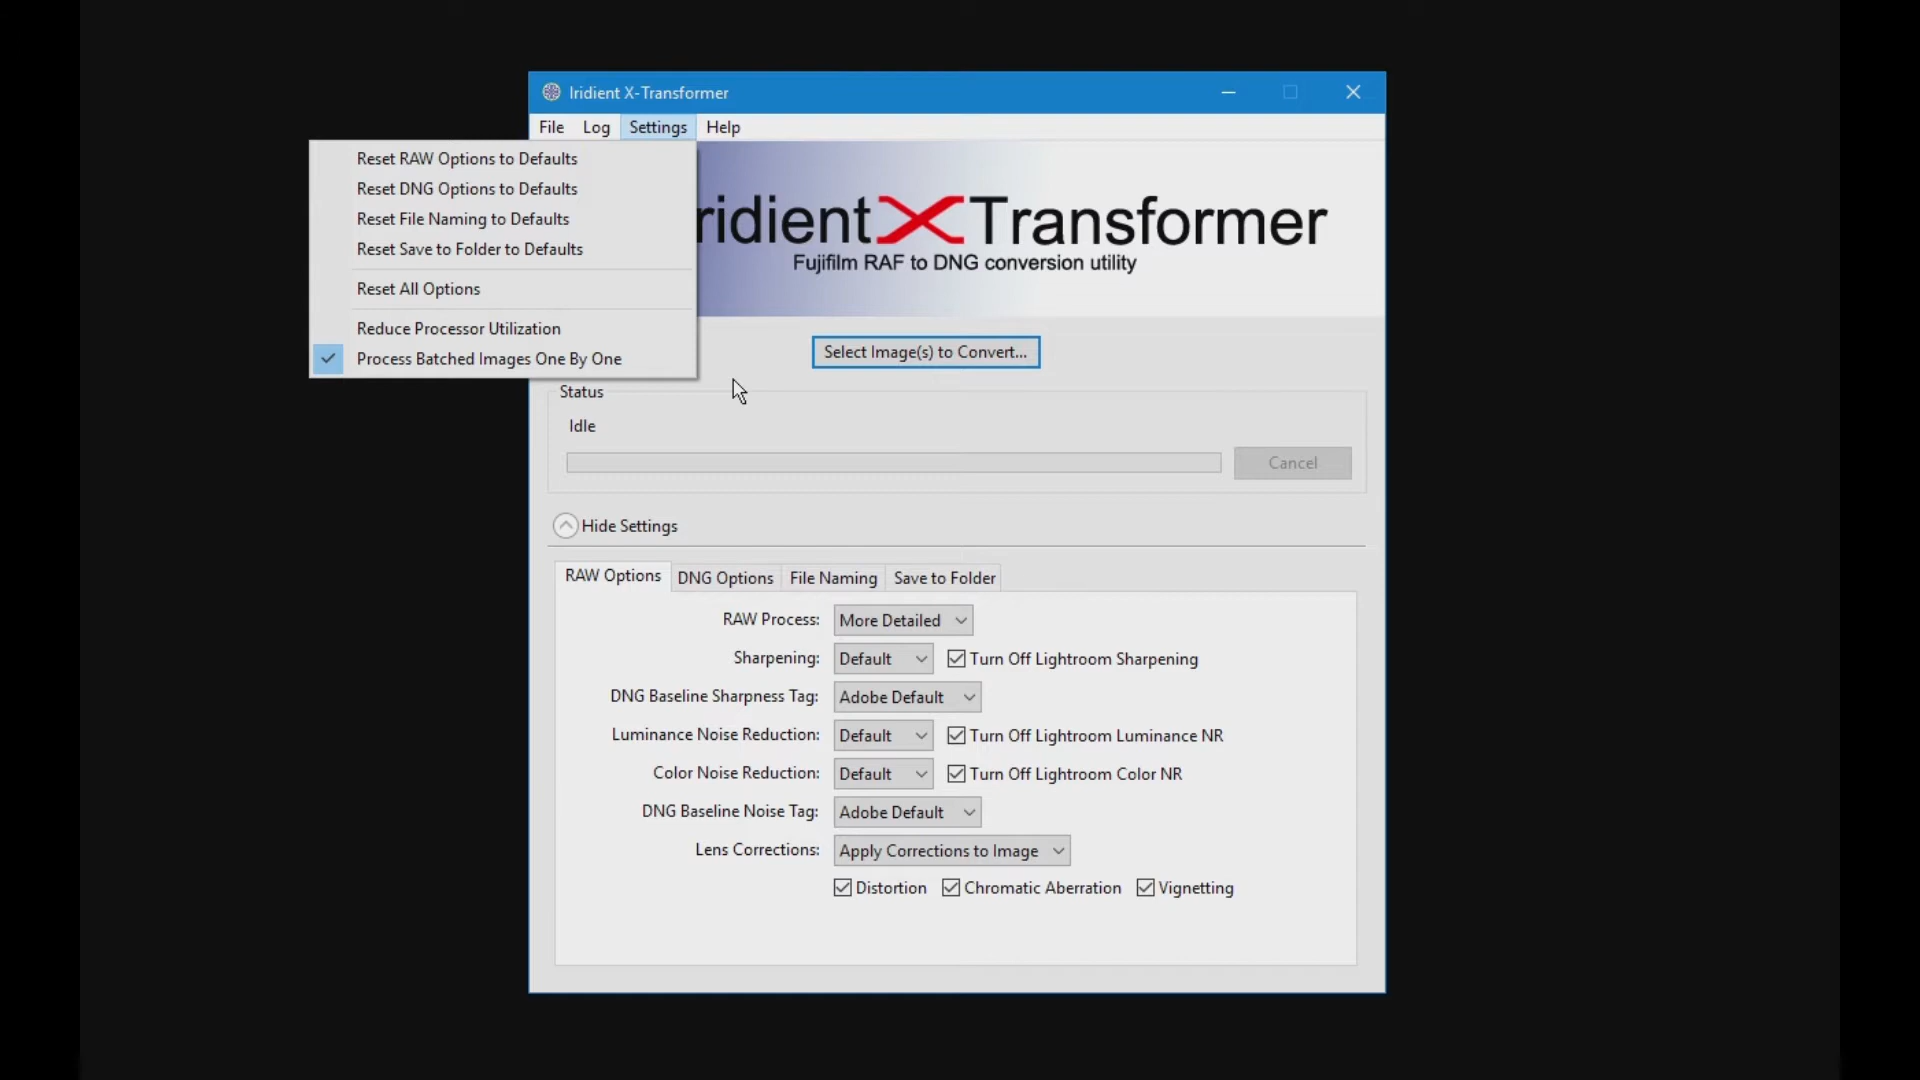 Iridient X-Transformer
File Log Settings Help
Reset RAW Options to Defaults
Reset DNG Options to Defaults
Reset File Naming to Defaults
Reset Save to Folder to Defaults
Reset All Options
Reduce Processor Utilization
Process Batched Images One By One
ridient X Transformer
Fujifilm RAF to DNG conversion utility
Select Image(s) to Convert...
Status
Idle
Cancel
Hide Settings
RAW Options DNG Options File Naming Save to Folder
RAW Process: More Detailed
Sharpening: Default Turn Off Lightroom Sharpening
DNG Baseline Sharpness Tag: Adobe Default
Luminance Noise Reduction: Default Turn Off Lightroom Luminance NR
Color Noise Reduction: Default Turn Off Lightroom Color NR
DNG Baseline Noise Tag: Adobe Default
Lens Corrections: Apply Corrections to Image
Distortion Chromatic Aberration Vignetting